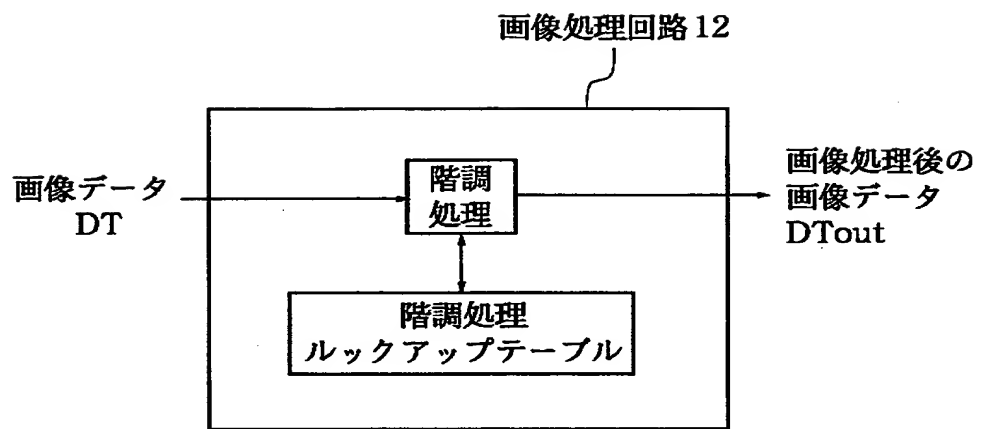 画像処理回路12
画像データ
DT
階調
処理
画像処理後の
画像データ
DTout
階調処理
ルックアップテーブル